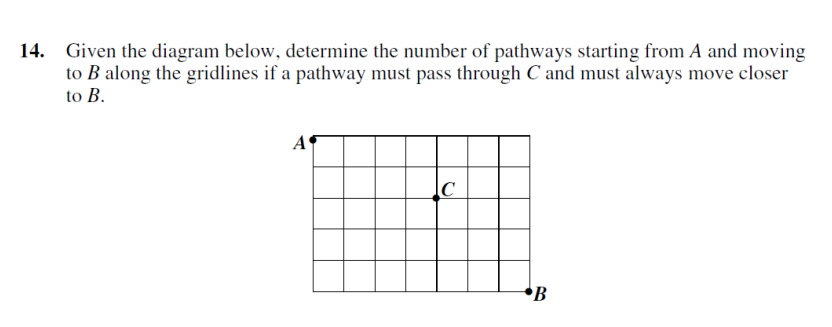 14. Given the diagram below, determine the number of pathways starting from A and moving
to B along the gridlines if a pathway must pass through C and must always move closer
to B.
A
C
B